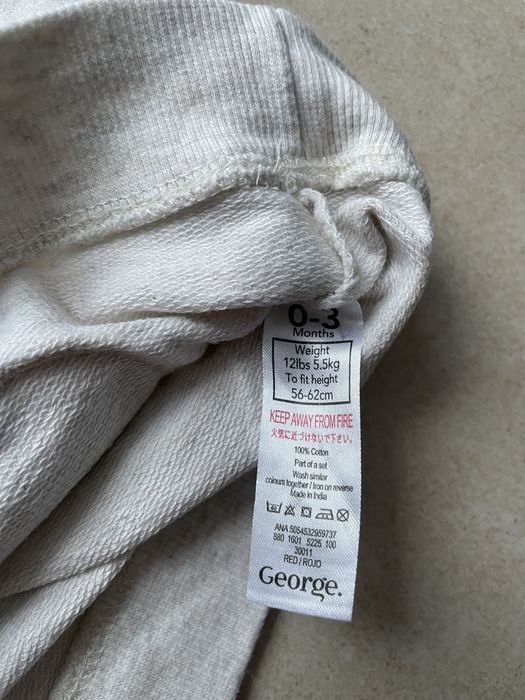 0-3
Months
Weight
12lbs 5.5kg
To fit height
56-62cm
KEEP AWAY FROM FIRE
火気に近づけないで下さい。
100% Cotton
Part of a set
Wash similar
colours together / Iron on reverse
Made in India
ANA 5054532959737
880 1601 5225 100
30011
RED / ROJO
George.